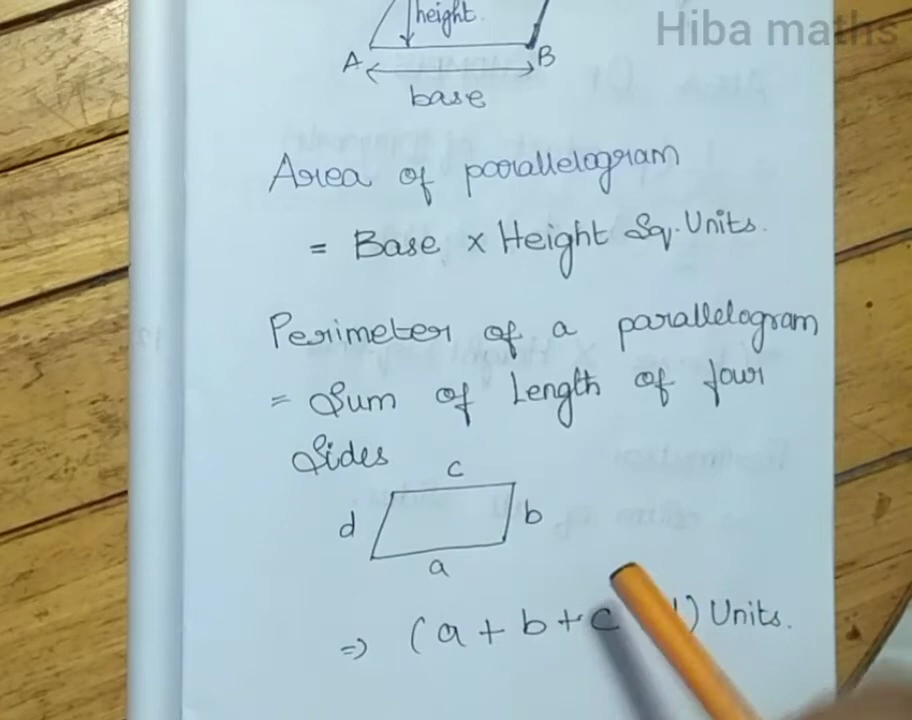 height.
Hiba maths
A
B
base
Area of parallelogram
= Base × Height Sq. Units.
Perimeter of a parallelogram
= Sum of Length of four
Sides
c
d
b
a
⇒ (a + b + c ) Units.